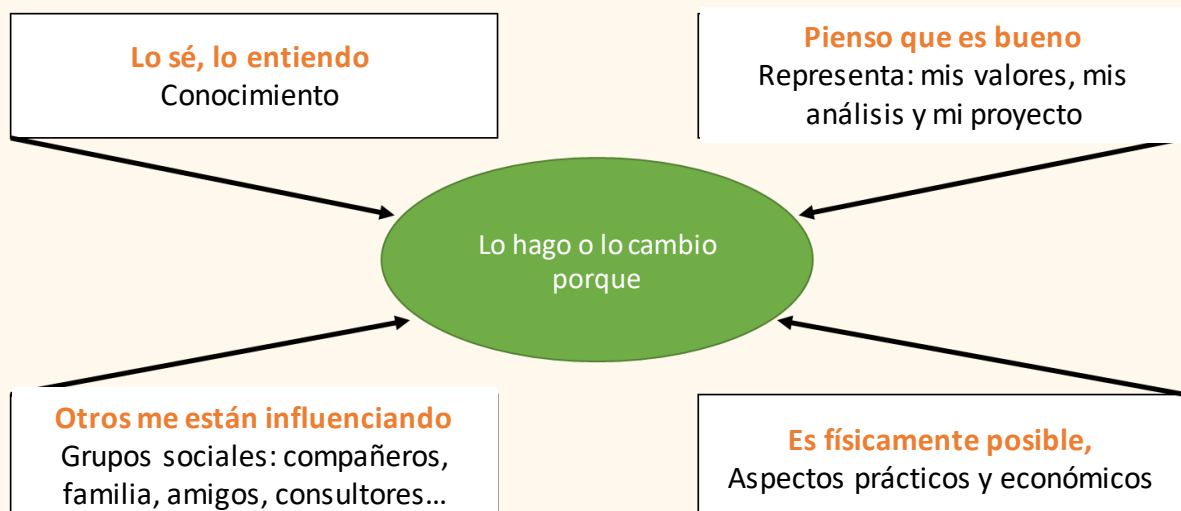 Lo sé, lo entiendo
Conocimiento
Pienso que es bueno
Representa: mis valores, mis
análisis y mi proyecto
Lo hago o lo cambio
porque
Otros me están influenciando
Grupos sociales: compañeros,
familia, amigos, consultores…
Es físicamente posible,
Aspectos prácticos y económicos